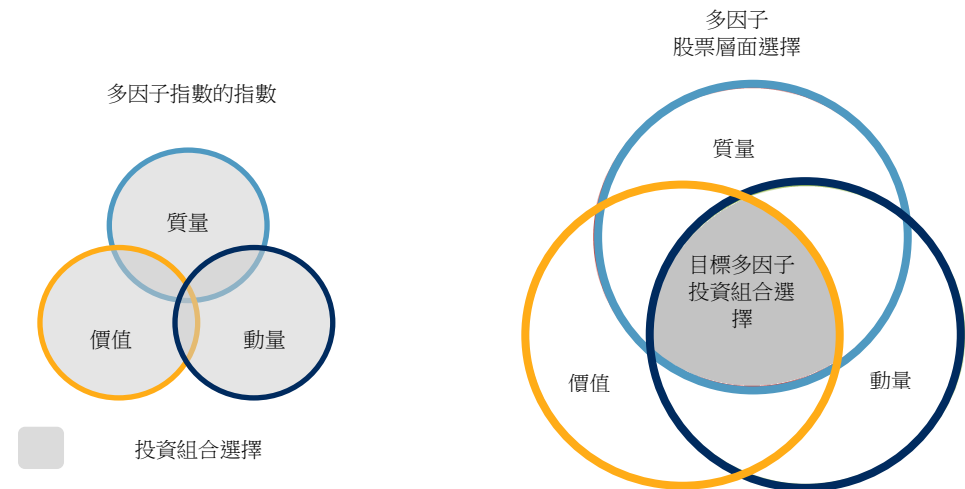 多因子指數的指數
質量
價值
動量
投資組合選擇
多因子
股票層面選擇
質量
目標多因子
投資組合選
擇
價值
動量